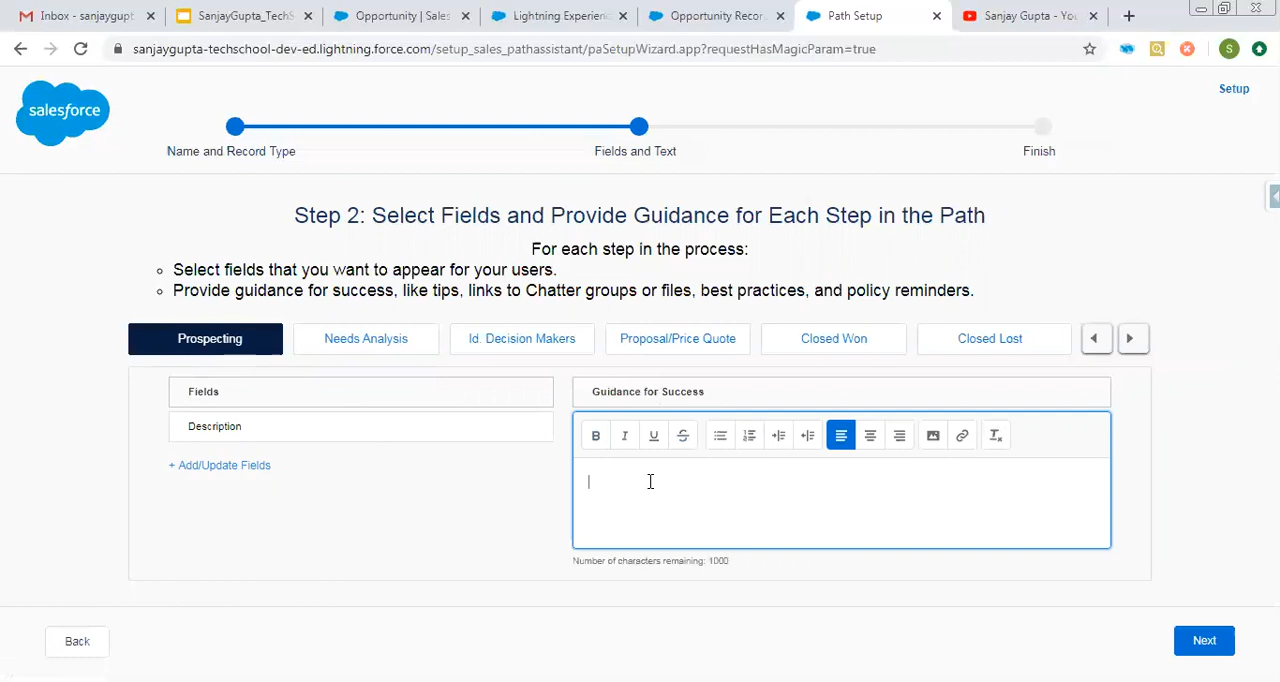 Inbox - sanjaygupt
SanjayGupta_TechS
Opportunity | Sales
Lightning Experien
Opportunity Recor
Path Setup
Sanjay Gupta - You
sanjaygupta-techschool-dev-ed.lightning.force.com/setup_sales_pathassistant/paSetupWizard.app?requestHasMagicParam=true
S
salesforce
Setup
Name and Record Type
Fields and Text
Finish
Step 2: Select Fields and Provide Guidance for Each Step in the Path
For each step in the process:
Select fields that you want to appear for your users.
Provide guidance for success, like tips, links to Chatter groups or files, best practices, and policy reminders.
Prospecting
Needs Analysis
Id. Decision Makers
Proposal/Price Quote
Closed Won
Closed Lost
Fields
Guidance for Success
Description
B I U S
+ Add/Update Fields
Number of characters remaining: 1000
Back
Next